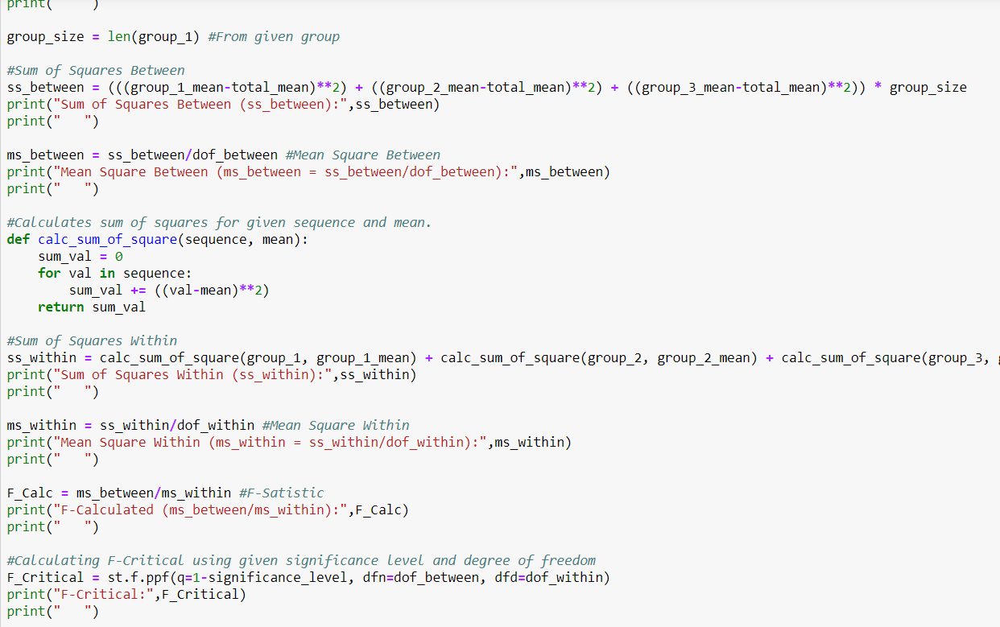 print("     ")
group_size = len(group_1) #From given group
#Sum of Squares Between
ss_between = (((group_1_mean-total_mean)**2) + ((group_2_mean-total_mean)**2) + ((group_3_mean-total_mean)**2)) * group_size
print("Sum of Squares Between (ss_between):",ss_between)
print("   ")
ms_between = ss_between/dof_between #Mean Square Between
print("Mean Square Between (ms_between = ss_between/dof_between):",ms_between)
print("   ")
#Calculates sum of squares for given sequence and mean.
def calc_sum_of_square(sequence, mean):
    sum_val = 0
    for val in sequence:
        sum_val += ((val-mean)**2)
    return sum_val
#Sum of Squares Within
ss_within = calc_sum_of_square(group_1, group_1_mean) + calc_sum_of_square(group_2, group_2_mean) + calc_sum_of_square(group_3,
print("Sum of Squares Within (ss_within):",ss_within)
print("   ")
ms_within = ss_within/dof_within #Mean Square Within
print("Mean Square Within (ms_within = ss_within/dof_within):",ms_within)
print("   ")
F_Calc = ms_between/ms_within #F-Satistic
print("F-Calculated (ms_between/ms_within):",F_Calc)
print("   ")
#Calculating F-Critical using given significance level and degree of freedom
F_Critical = st.f.ppf(q=1-significance_level, dfn=dof_between, dfd=dof_within)
print("F-Critical:",F_Critical)
print("   ")